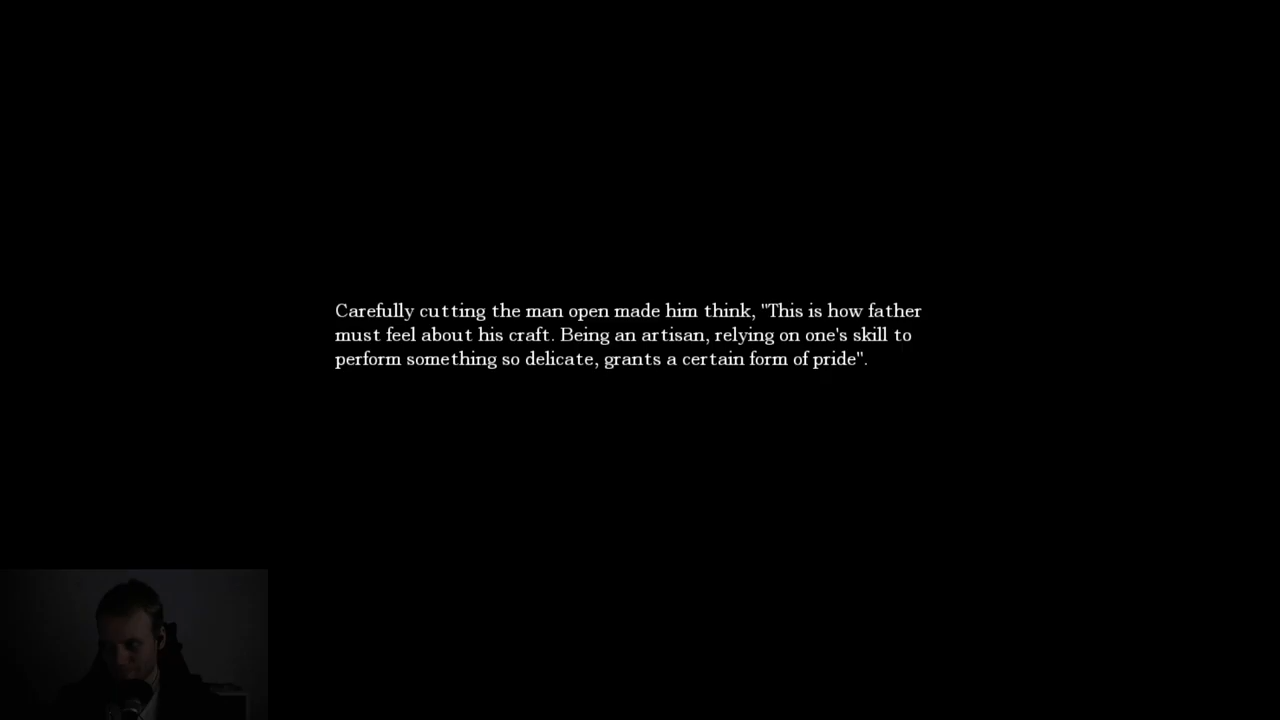 Carefully cutting the man open made him think, "This is how father
must feel about his craft. Being an artisan, relying on one's skill to
perform something so delicate, grants a certain form of pride".